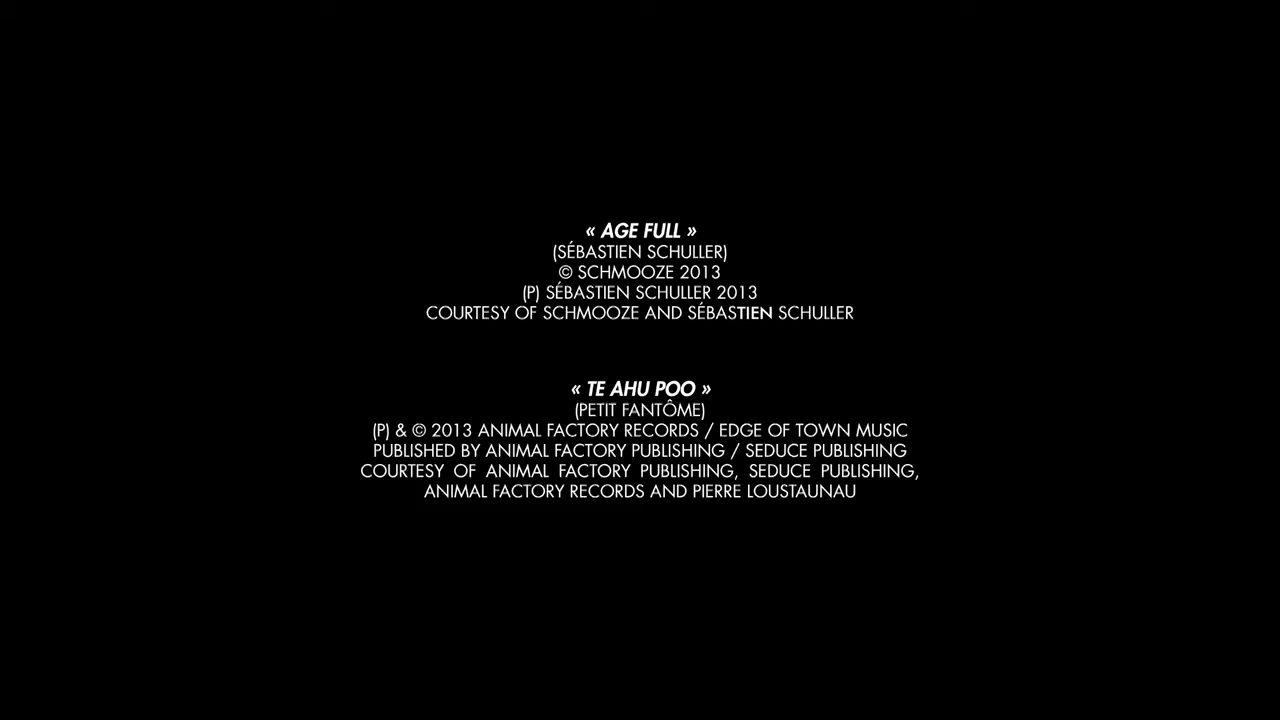 « AGE FULL »
(SÉBASTIEN SCHULLER)
© SCHMOOZE 2013
(P) SÉBASTIEN SCHULLER 2013
COURTESY OF SCHMOOZE AND SÉBASTIEN SCHULLER
« TE AHU POO »
(PETIT FANTÔME)
(P) & © 2013 ANIMAL FACTORY RECORDS / EDGE OF TOWN MUSIC
PUBLISHED BY ANIMAL FACTORY PUBLISHING / SEDUCE PUBLISHING
COURTESY OF ANIMAL FACTORY PUBLISHING, SEDUCE PUBLISHING,
ANIMAL FACTORY RECORDS AND PIERRE LOUSTAUNAU